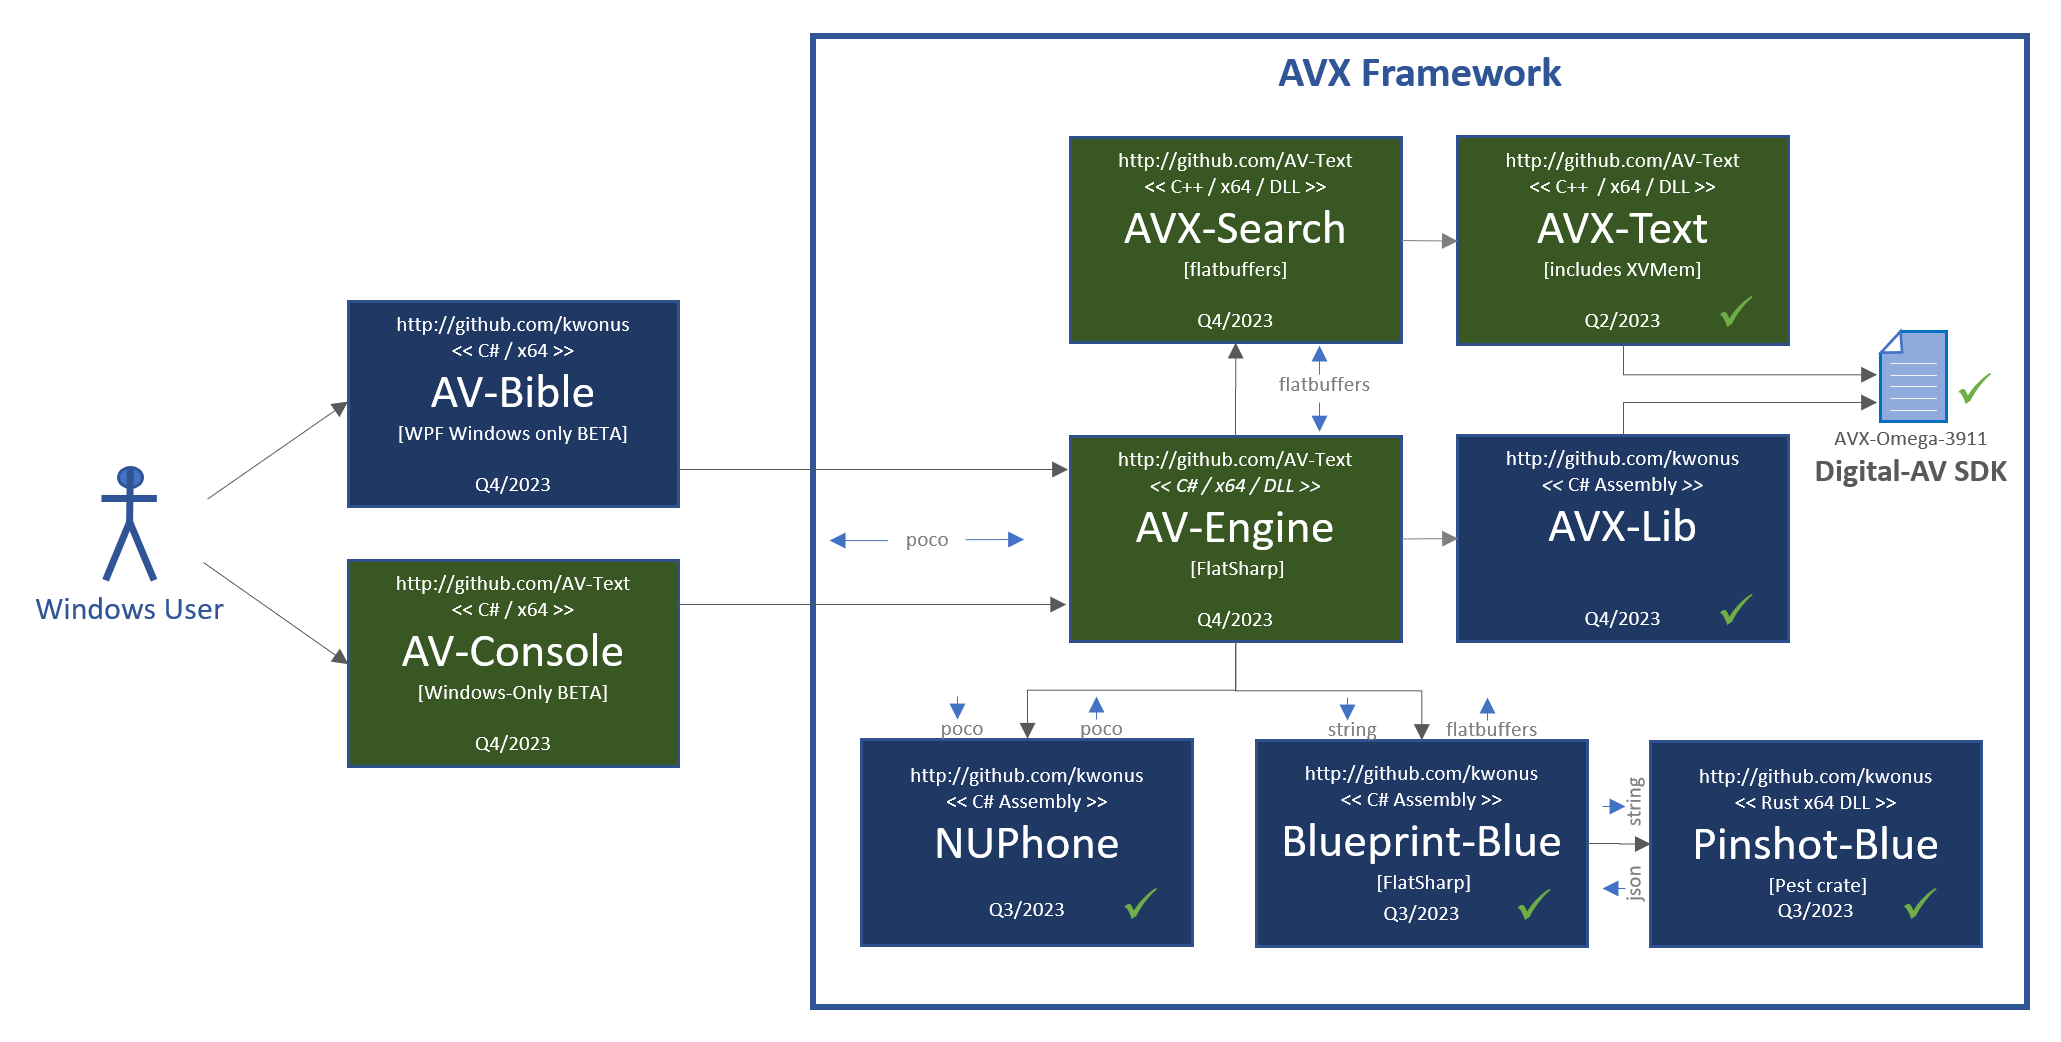 AVX Framework
http://github.com/AV-Text
<< C++ / x64 / DLL >>
AVX-Search
[flatbuffers]
Q4/2023
http://github.com/AV-Text
<< C++  / x64 / DLL >>
AVX-Text
[includes XVMem]
Q2/2023
http://github.com/kwonus
<< C# / x64 >>
AV-Bible
[WPF Windows only BETA]
Q4/2023
flatbuffers
AVX-Omega-3911
Digital-AV SDK
http://github.com/AV-Text
<< C# / x64 / DLL >>
AV-Engine
[FlatSharp]
Q4/2023
http://github.com/kwonus
<< C# Assembly >>
AVX-Lib
Q4/2023
poco
Windows User
http://github.com/AV-Text
<< C# / x64 >>
AV-Console
[Windows-Only BETA]
Q4/2023
poco
poco
string
flatbuffers
http://github.com/kwonus
<< C# Assembly >>
NUPhone
Q3/2023
http://github.com/kwonus
<< C# Assembly >>
Blueprint-Blue
[FlatSharp]
Q3/2023
string
json
http://github.com/kwonus
<< Rust x64 DLL >>
Pinshot-Blue
[Pest crate]
Q3/2023